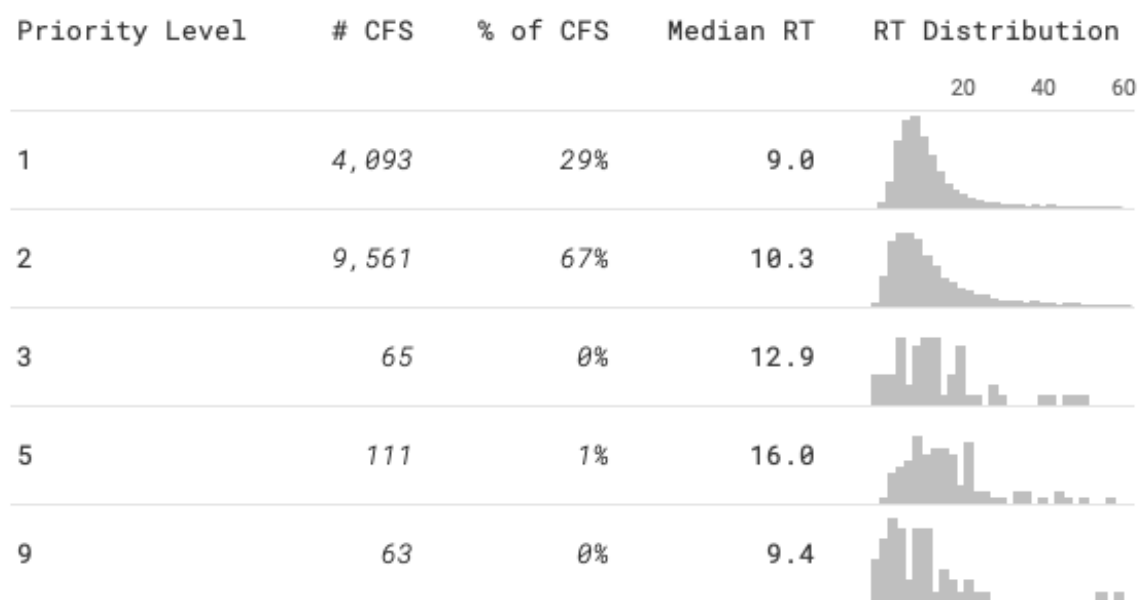 Priority Level # CFS % of CFS Median RT RT Distribution
20 40 60
1 4,093 29% 9.0
2 9,561 67% 10.3
3 65 0% 12.9
5 111 1% 16.0
9 63 0% 9.4